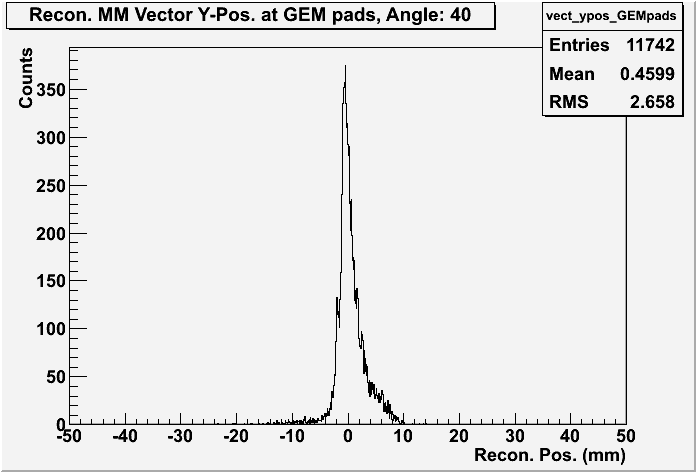 Recon. MM Vector Y-Pos. at GEM pads, Angle: 40
vect_ypos_GEMpads
Entries 11742
Mean 0.4599
RMS 2.658
Counts
350
300
250
200
150
100
50
0
-50 -40 -30 -20 -10 0 10 20 30 40 50
Recon. Pos. (mm)